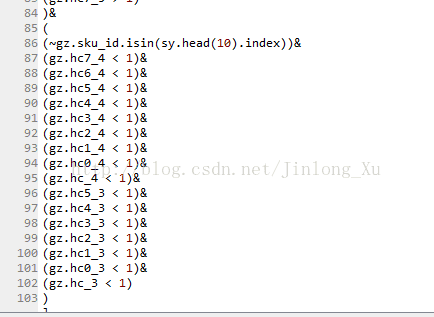 84 )&
85 (
86 (~gz.sku_id.isin(sy.head(10).index))&
87 (gz.hc7_4 < 1)&
88 (gz.hc6_4 < 1)&
89 (gz.hc5_4 < 1)&
90 (gz.hc4_4 < 1)&
91 (gz.hc3_4 < 1)&
92 (gz.hc2_4 < 1)&
93 (gz.hc1_4 < 1)&
94 (gz.hc0_4 < 1)&
http://blog.csdn.net/Jinlong_Xu
95 (gz.hc_4 < 1)&
96 (gz.hc5_3 < 1)&
97 (gz.hc4_3 < 1)&
98 (gz.hc3_3 < 1)&
99 (gz.hc2_3 < 1)&
100 (gz.hc1_3 < 1)&
101 (gz.hc0_3 < 1)&
102 (gz.hc_3 < 1)
103 )